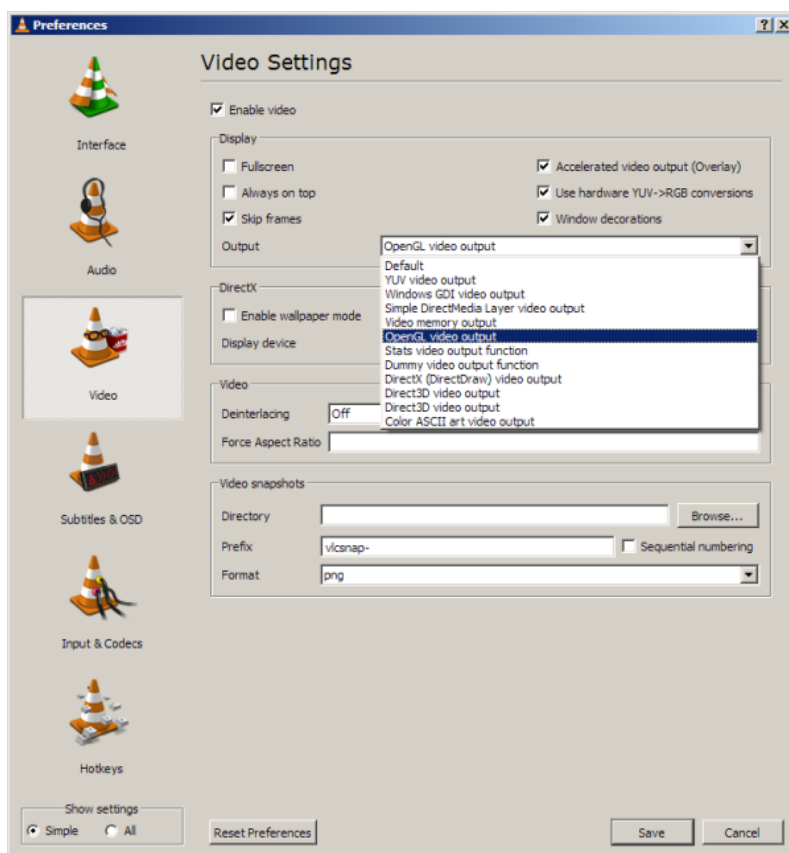 Preferences
Interface
Audio
Video
Subtitles & OSD
Input & Codecs
Hotkeys
Show settings
Simple All
Video Settings
Enable video
Display
Fullscreen Accelerated video output (Overlay)
Always on top Use hardware YUV->RGB conversions
Skip frames Window decorations
Output OpenGL video output
Default
YUV video output
Windows GDI video output
Simple DirectMedia Layer video output
Video memory output
OpenGL video output
Stats video output function
Dummy video output function
DirectX (DirectDraw) video output
Direct3D video output
Direct3D video output
Color ASCII art video output
DirectX
Enable wallpaper mode
Display device
Video
Deinterlacing Off
Force Aspect Ratio
Video snapshots
Directory Browse...
Prefix vlcsnap- Sequential numbering
Format png
Reset Preferences Save Cancel